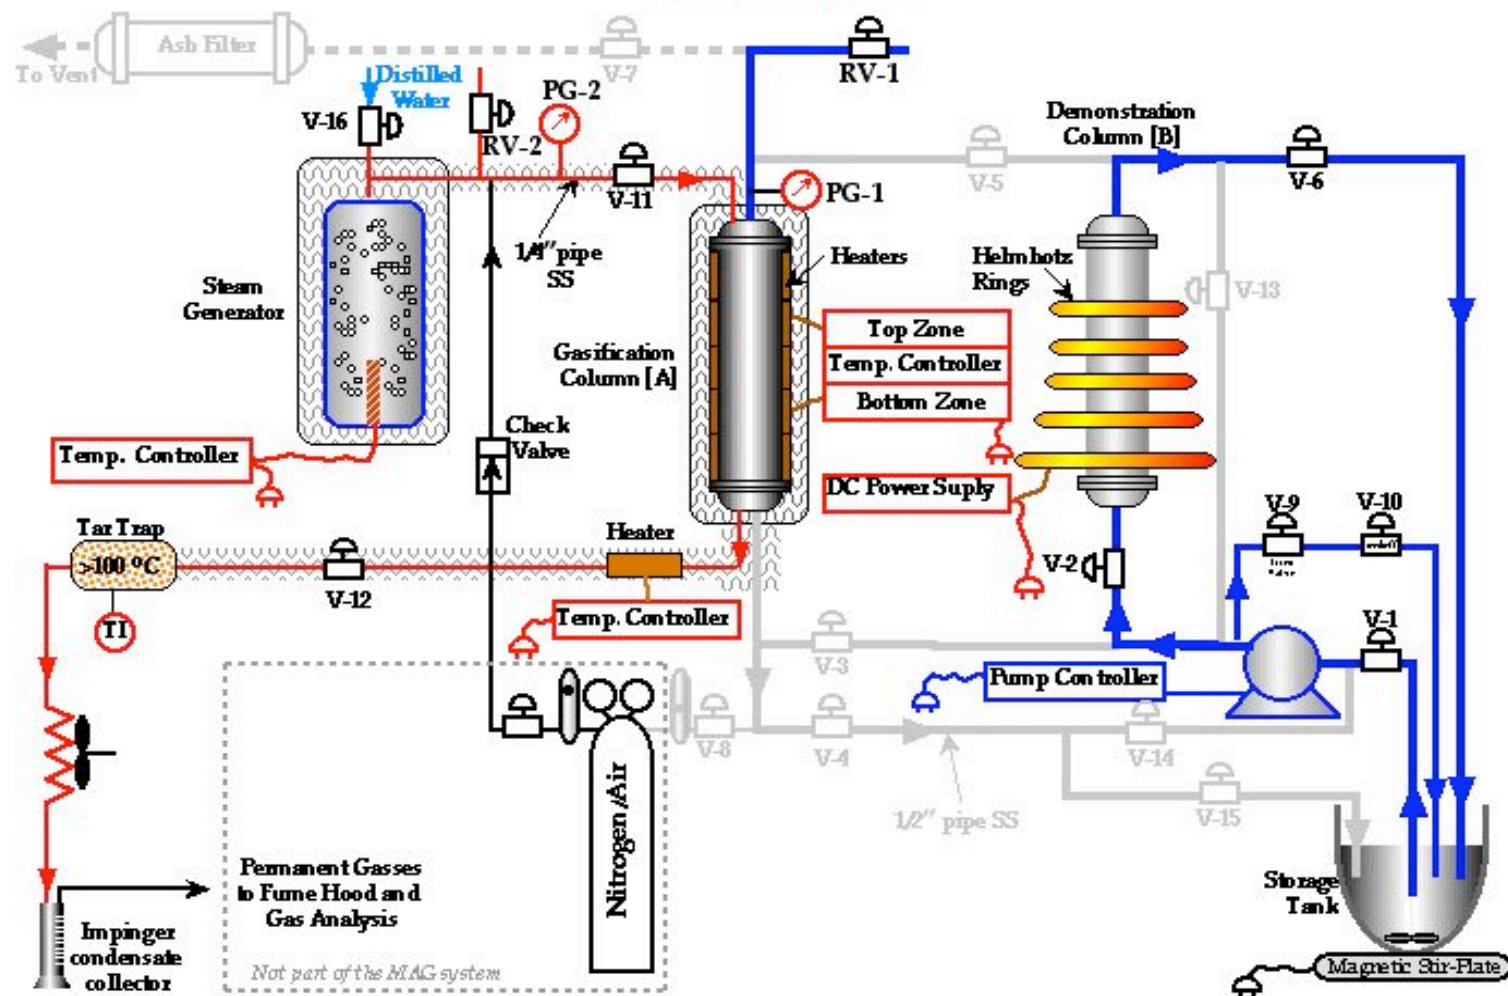 Ash Filter
To Vent
V-7
RV-1
Distilled
Water
PG-2
V-16
RV-2
Demonstration
Column [B]
V-5
V-6
V-11
PG-1
1/4" pipe
SS
Heaters
Helmhotz
Rings
V-13
Steam
Generator
Top Zone
Gasification
Column [A]
Temp. Controller
Bottom Zone
Check
Valve
Temp. Controller
DC Power Suply
V-9
V-10
on/off
Tar Trap
Heater
>100 °C
V-2
V-12
Temp. Controller
V-1
TI
V-3
Pump Controller
V-8
V-4
V-14
Nitrogen/Air
1/2" pipe SS
V-15
Permanent Gasses
to Fume Hood and
Gas Analysis
Storage
Tank
Impinger
condensate
collector
Not part of the MAG system
Magnetic Stir-Plate